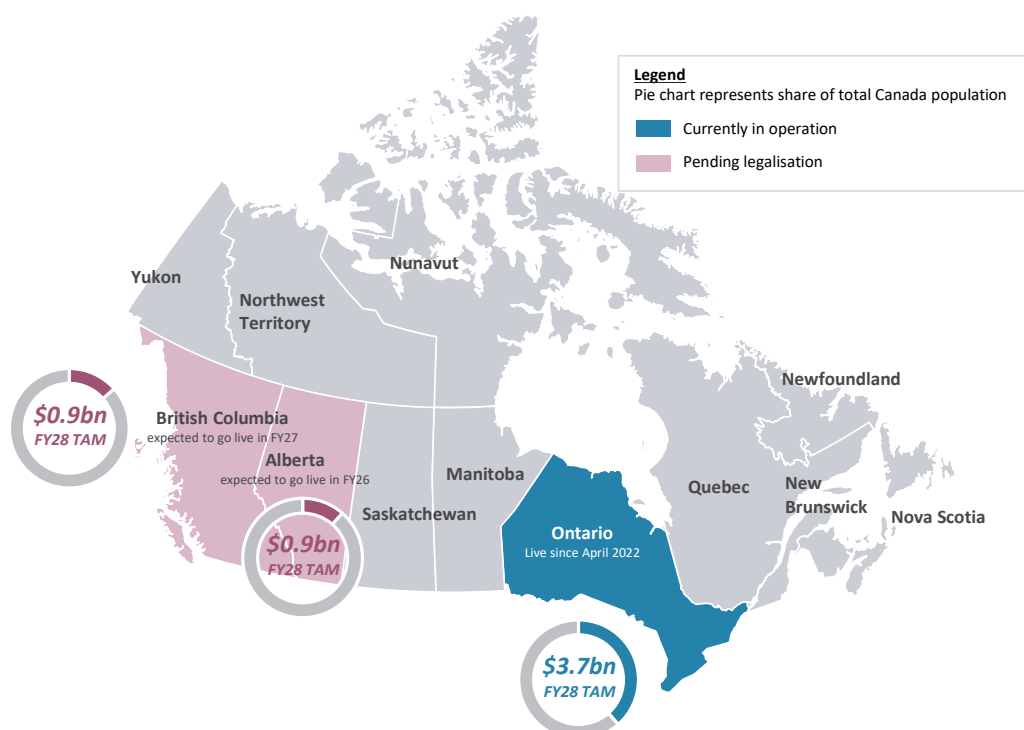 Legend
Pie chart represents share of total Canada population
Currently in operation
Pending legalisation
Nunavut
Yukon
Northwest
Territory
Newfoundland
$0.9bn
FY28 TAM
British Columbia
expected to go live in FY27
Alberta
expected to go live in FY26
Manitoba
Quebec
New
Brunswick
Saskatchewan
Nova Scotia
Ontario
Live since April 2022
$0.9bn
FY28 TAM
$3.7bn
FY28 TAM